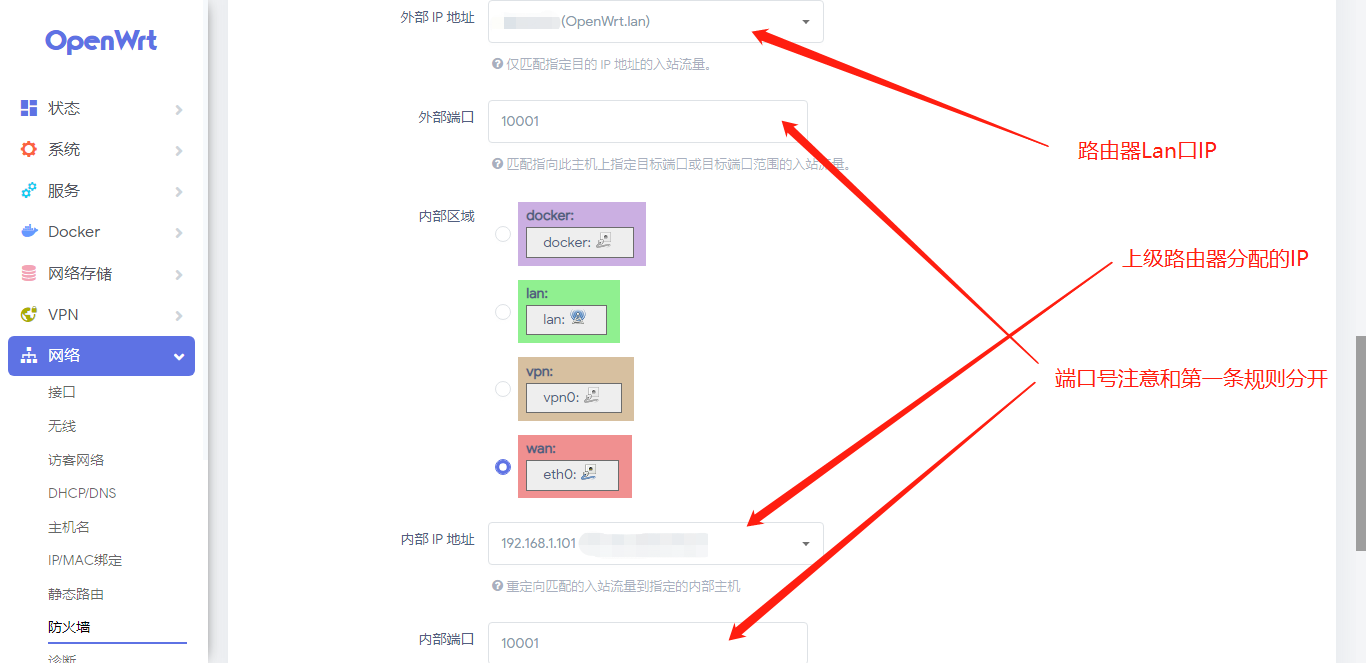 OpenWrt
状态
系统
服务
Docker
网络存储
VPN
网络
接口
无线
访客网络
DHCP/DNS
主机名
IP/MAC绑定
静态路由
防火墙
诊断
外部 IP 地址
(OpenWrt.lan)
仅匹配指定目的 IP 地址的入站流量。
外部端口
10001
匹配指向此主机上指定目标端口或目标端口范围的入站流量。
内部区域
docker:
docker:
lan:
lan:
vpn:
vpn0:
wan:
eth0:
内部 IP 地址
192.168.1.101
重定向匹配的入站流量到指定的内部主机
内部端口
10001
路由器Lan口IP
上级路由器分配的IP
端口号注意和第一条规则分开